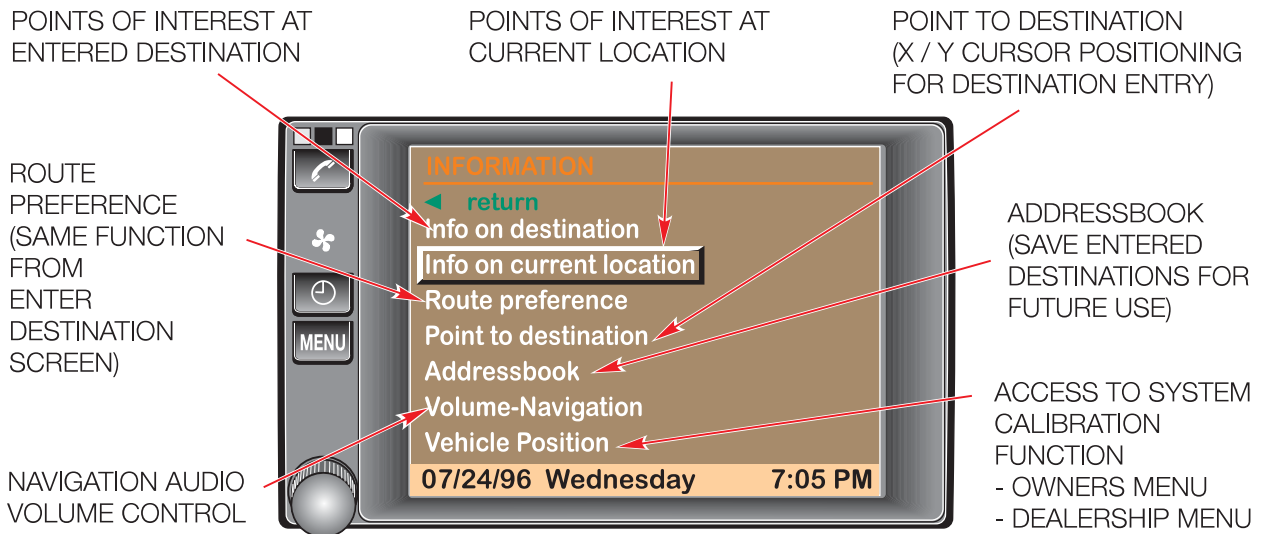 POINTS OF INTEREST AT
ENTERED DESTINATION
POINTS OF INTEREST AT
CURRENT LOCATION
POINT TO DESTINATION
(X / Y CURSOR POSITIONING
FOR DESTINATION ENTRY)
ROUTE
PREFERENCE
(SAME FUNCTION
FROM
ENTER
DESTINATION
SCREEN)
NAVIGATION AUDIO
VOLUME CONTROL
MENU
INFORMATION
return
Info on destination
Info on current location
Route preference
Point to destination
Addressbook
Volume-Navigation
Vehicle Position
07/24/96 Wednesday 7:05 PM
ADDRESSBOOK
(SAVE ENTERED
DESTINATIONS FOR
FUTURE USE)
ACCESS TO SYSTEM
CALIBRATION
FUNCTION
- OWNERS MENU
- DEALERSHIP MENU